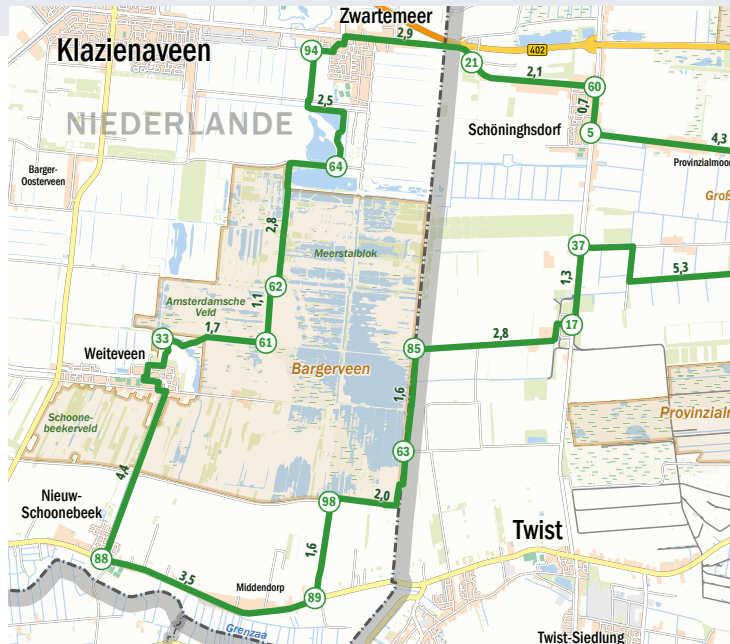 Zwartemeer
Klazienaveen
94
2,9
21
402
2,1
60
0,7
2,5
NIEDERLANDE
Schöninghsdorf
5
4,3
Provinzialmoor
64
Barger-
Oosterveen
Groß
2,8
37
Meerstalblok
5,3
1,3
62
1,1
Amsterdamsche
Veld
17
33
1,7
61
85
2,8
Weiteveen
Bargerveen
1,6
Schoone-
beekerveld
Provinzialm
63
4,4
Nieuw-
Schoonebeek
98
2,0
Twist
1,6
88
3,5
Middendorp
89
Grenzaa
Twist-Siedlung